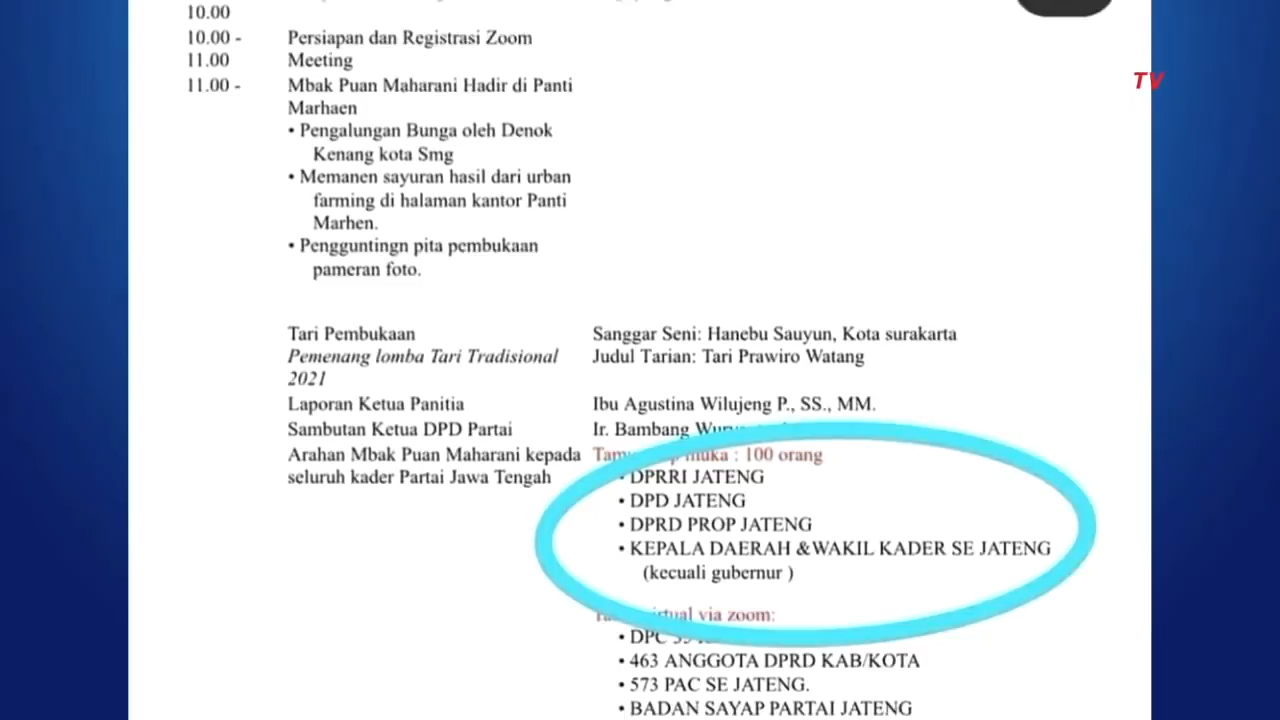 10.00
10.00 - Persiapan dan Registrasi Zoom
11.00 Meeting
TV
11.00 - Mbak Puan Maharani Hadir di Panti
Marhaen
• Pengalungan Bunga oleh Denok
Kenang kota Smg
• Memanen sayuran hasil dari urban
farming di halaman kantor Panti
Marhen.
• Pengguntingn pita pembukaan
pameran foto.
Tari Pembukaan Sanggar Seni: Hanebu Sauyun, Kota surakarta
Pemenang lomba Tari Tradisional Judul Tarian: Tari Prawiro Watang
2021
Laporan Ketua Panitia Ibu Agustina Wilujeng P., SS., MM.
Sambutan Ketua DPD Partai Ir. Bambang
Arahan Mbak Puan Maharani kepada muka : 100 orang
seluruh kader Partai Jawa Tengah • DPRRI JATENG
• DPD JATENG
• DPRD PROP JATENG
• KEPALA DAERAH &WAKIL KADER SE JATENG
(kecuali gubernur )
via zoom:
• DPC
• 463 ANGGOTA DPRD KAB/KOTA
• 573 PAC SE JATENG.
• BADAN SAYAP PARTAI JATENG